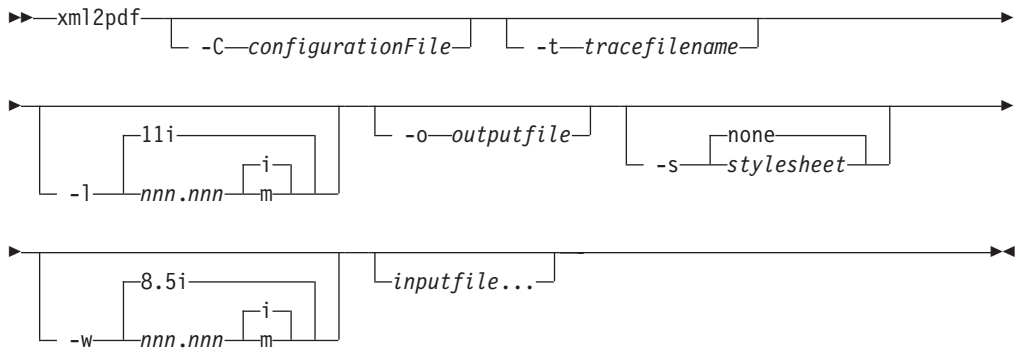 xml2pdf
-C configurationFile
-t tracefilename
11i
-l nnn.nnn i
m
-o outputfile
none
-s stylesheet
8.5i
-w nnn.nnn i
m
inputfile...